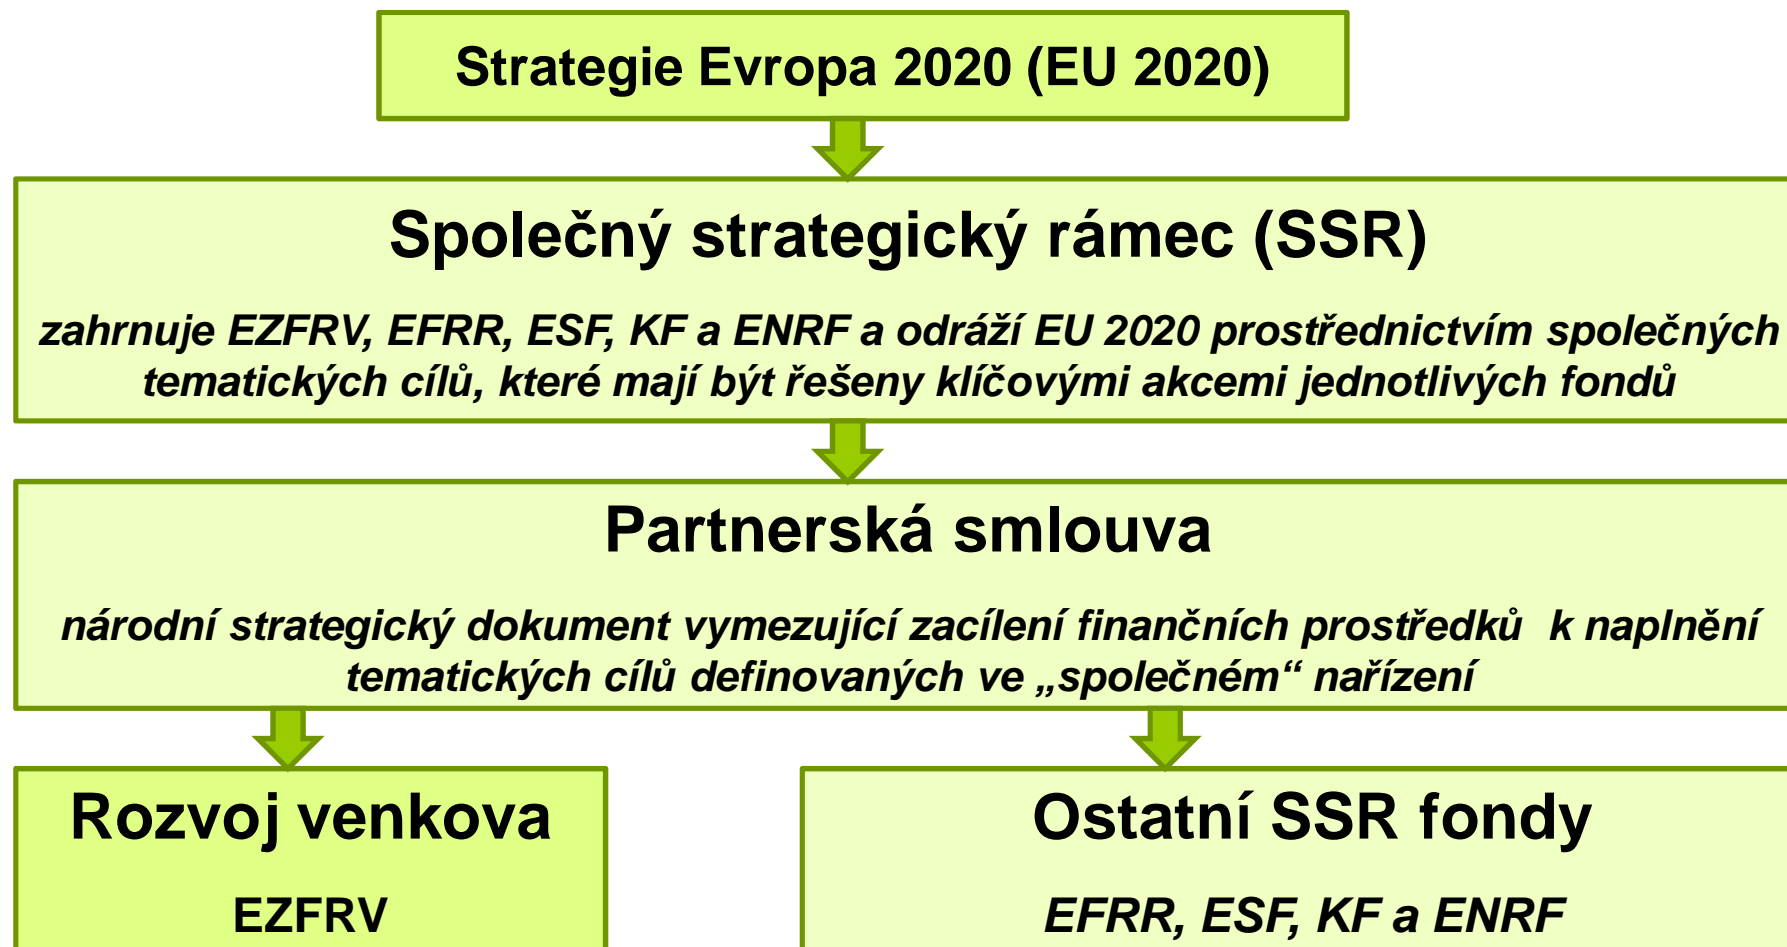 Strategie Evropa 2020 (EU 2020)
Společný strategický rámec (SSR)
zahrnuje EZFRV, EFRR, ESF, KF a ENRF a odráží EU 2020 prostřednictvím společných
tematických cílů, které mají být řešeny klíčovými akcemi jednotlivých fondů
Partnerská smlouva
národní strategický dokument vymezující zacílení finančních prostředků  k naplnění
tematických cílů definovaných ve „společném“ nařízení
Rozvoj venkova
EZFRV
Ostatní SSR fondy
EFRR, ESF, KF a ENRF